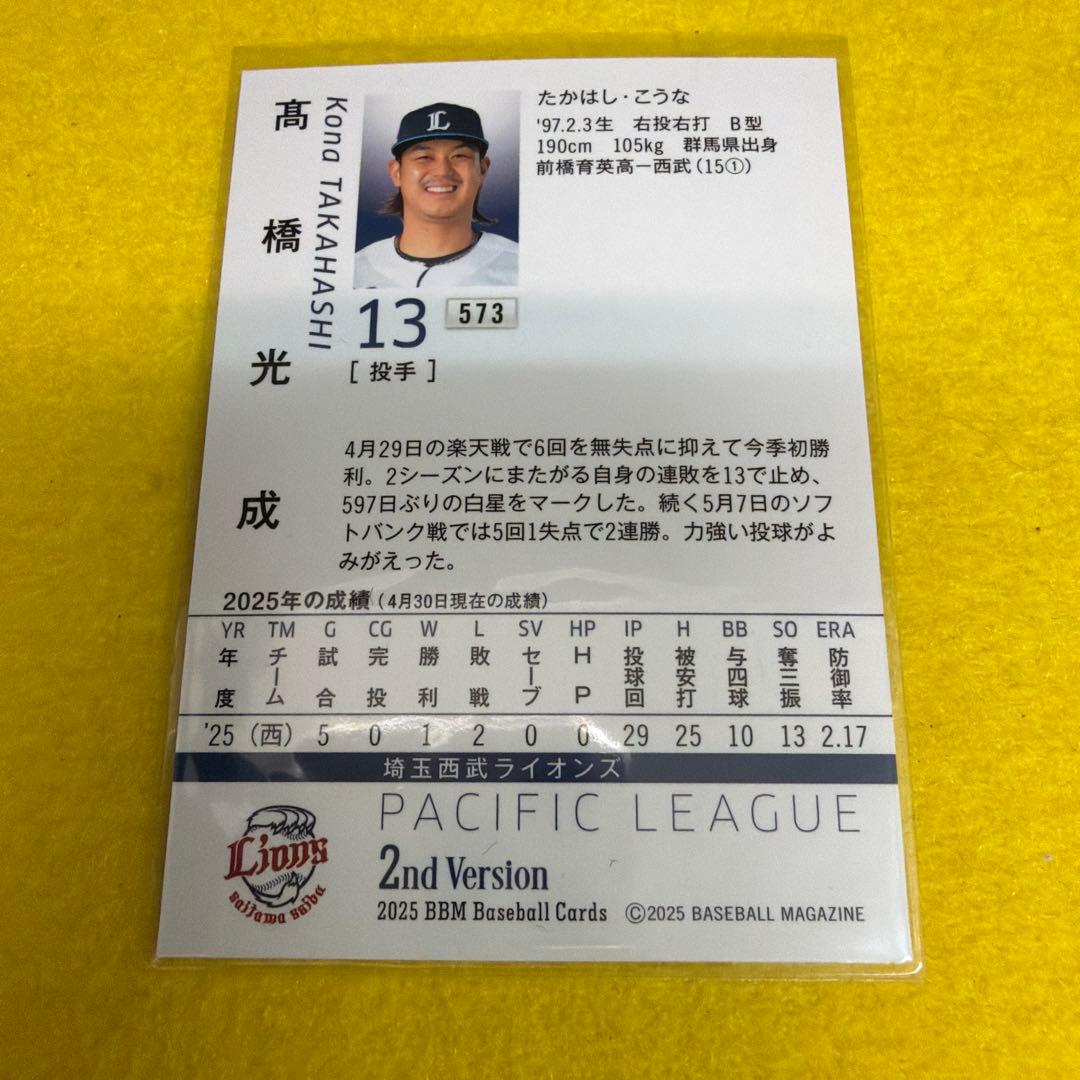 髙橋光成
Kona TAKAHASHI
たかはし・こうな
'97.2.3生 右投右打 B型
190cm 105kg 群馬県出身
前橋育英高ー西武(15①)
L
13
573
[投手]
4月29日の楽天戦で6回を無失点に抑えて今季初勝
利。2シーズンにまたがる自身の連敗を13で止め、
597日ぶりの白星をマークした。続く5月7日のソフ
トバンク戦では5回1失点で2連勝。力強い投球がよ
みがえった。
2025年の成績(4月30日現在の成績)
YR TM G CG W L SV HP IP H BB SO ERA
年度 チーム 試合 完投 勝利 敗戦 セーブ HP 投球回 被安打 与四球 奪三振 防御率
'25 (西) 5 0 1 2 0 0 29 25 10 13 2.17
埼玉西武ライオンズ
PACIFIC LEAGUE
Lions
saitama seibu
2nd Version
2025 BBM Baseball Cards ©2025 BASEBALL MAGAZINE